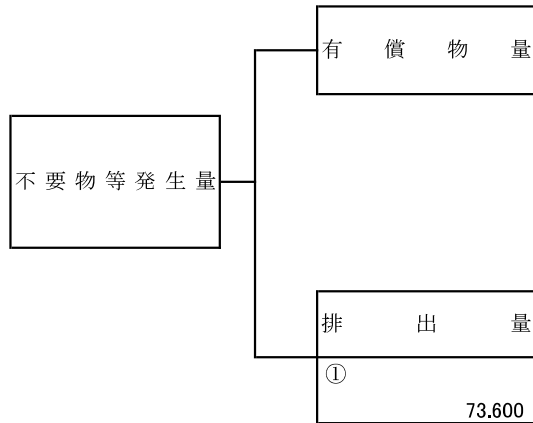 有償物量
不要物等発生量
排出量
①
73.600